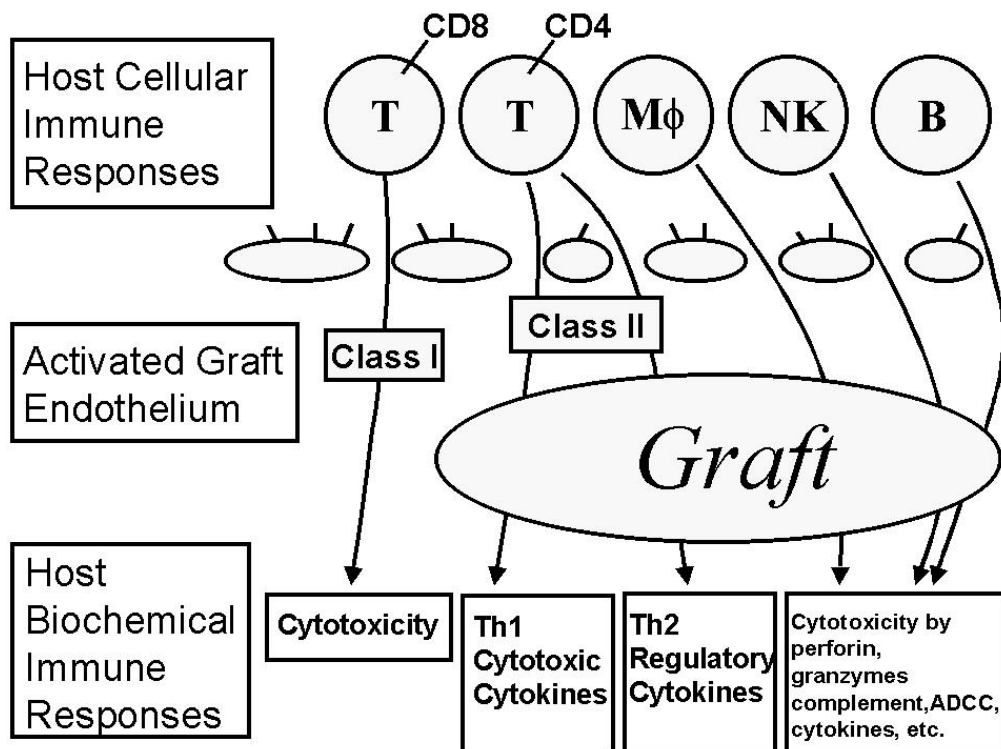 CD8
CD4
Host Cellular
Immune
Responses
T
T
Mϕ
NK
B
Activated Graft
Endothelium
Class I
Class II
Graft
Host
Biochemical
Immune
Responses
Cytotoxicity
Th1
Cytotoxic
Cytokines
Th2
Regulatory
Cytokines
Cytotoxicity by
perforin,
granzymes
complement,ADCC,
cytokines, etc.